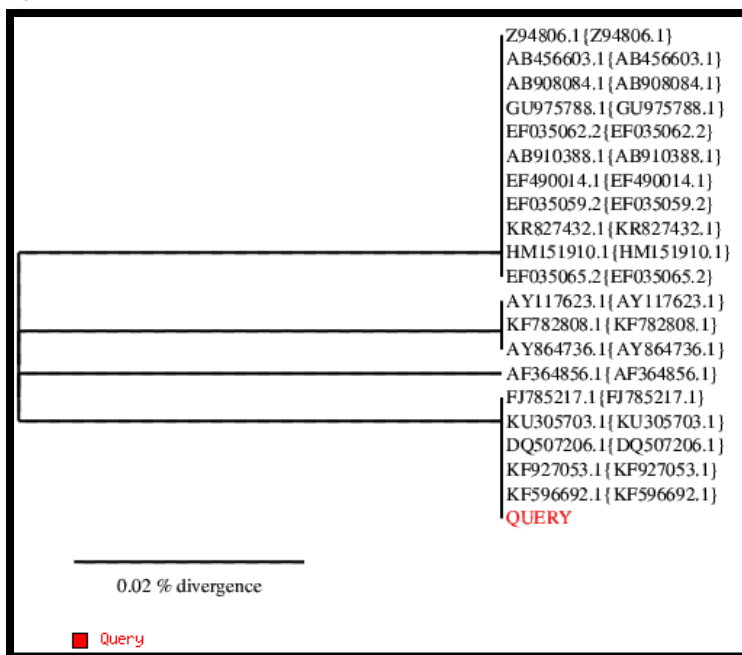 Z94806.1{Z94806.1}
AB456603.1{AB456603.1}
AB908084.1{AB908084.1}
GU975788.1{GU975788.1}
EF035062.2{EF035062.2}
AB910388.1{AB910388.1}
EF490014.1{EF490014.1}
EF035059.2{EF035059.2}
KR827432.1{KR827432.1}
HM151910.1{HM151910.1}
EF035065.2{EF035065.2}
AY117623.1{AY117623.1}
KF782808.1{KF782808.1}
AY864736.1{AY864736.1}
AF364856.1{AF364856.1}
FJ785217.1{FJ785217.1}
KU305703.1{KU305703.1}
DQ507206.1{DQ507206.1}
KF927053.1{KF927053.1}
KF596692.1{KF596692.1}
QUERY
0.02 % divergence
Query